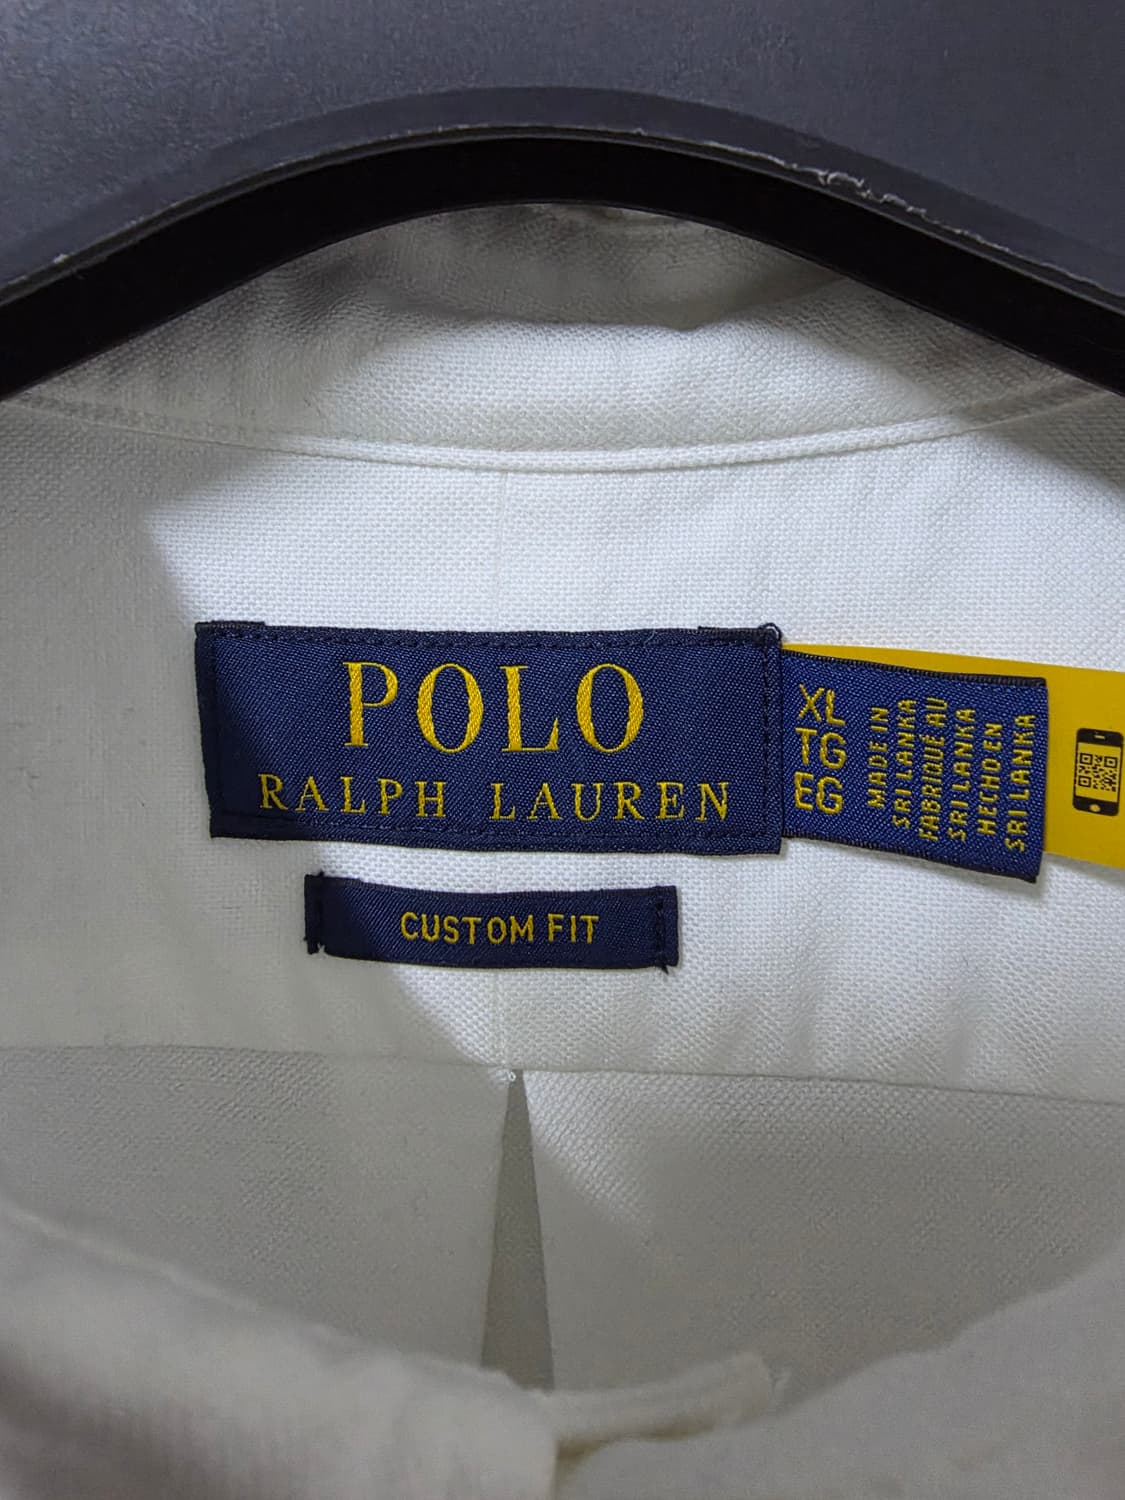 POLO
RALPH LAUREN
XL
TG
EG
MADE IN
SRI LANKA
FABRIQUÉ AU
SRI LANKA
HECHO EN
SRI LANKA
CUSTOM FIT